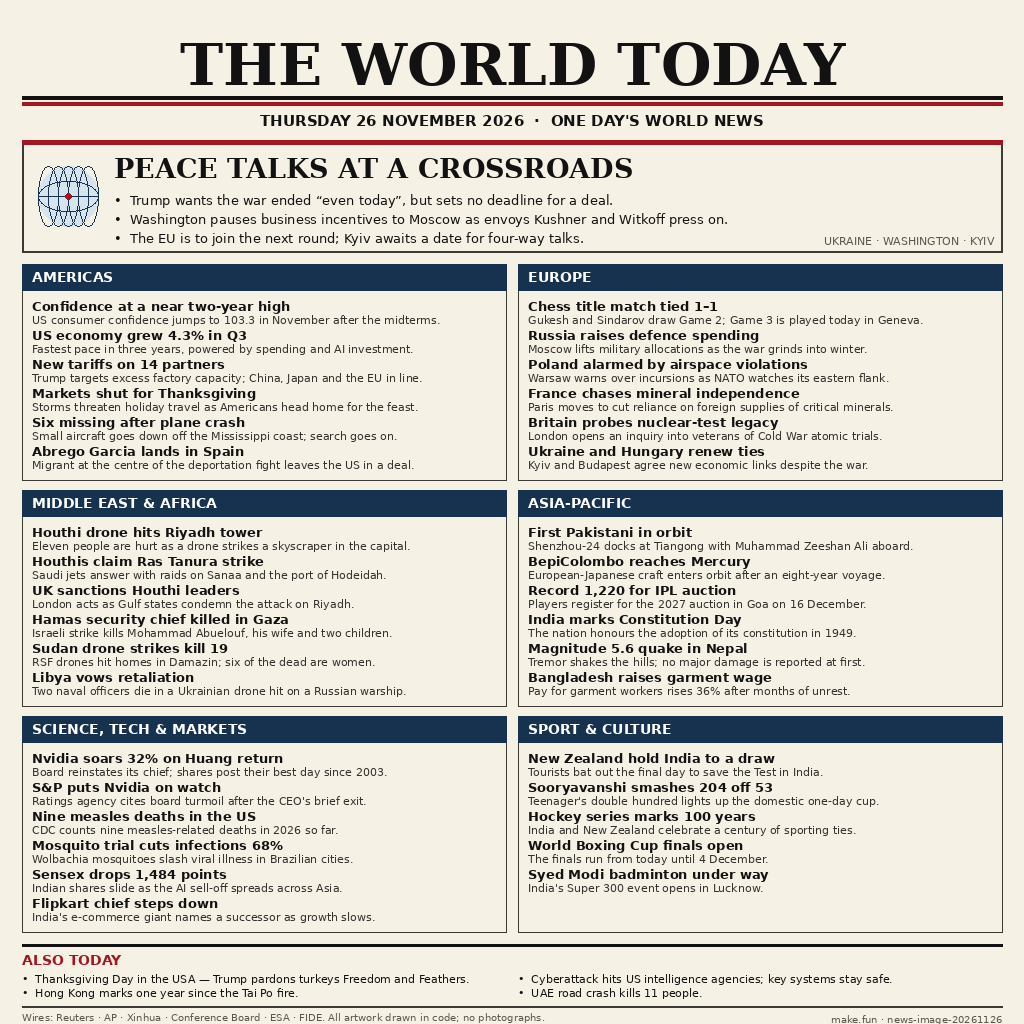 THE WORLD TODAY
THURSDAY 26 NOVEMBER 2026 · ONE DAY'S WORLD NEWS
PEACE TALKS AT A CROSSROADS
• Trump wants the war ended “even today”, but sets no deadline for a deal.
• Washington pauses business incentives to Moscow as envoys Kushner and Witkoff press on.
• The EU is to join the next round; Kyiv awaits a date for four-way talks.
UKRAINE · WASHINGTON · KYIV
AMERICAS
Confidence at a near two-year high
US consumer confidence jumps to 103.3 in November after the midterms.
US economy grew 4.3% in Q3
Fastest pace in three years, powered by spending and AI investment.
New tariffs on 14 partners
Trump targets excess factory capacity; China, Japan and the EU in line.
Markets shut for Thanksgiving
Storms threaten holiday travel as Americans head home for the feast.
Six missing after plane crash
Small aircraft goes down off the Mississippi coast; search goes on.
Abrego Garcia lands in Spain
Migrant at the centre of the deportation fight leaves the US in a deal.
EUROPE
Chess title match tied 1–1
Gukesh and Sindarov draw Game 2; Game 3 is played today in Geneva.
Russia raises defence spending
Moscow lifts military allocations as the war grinds into winter.
Poland alarmed by airspace violations
Warsaw warns over incursions as NATO watches its eastern flank.
France chases mineral independence
Paris moves to cut reliance on foreign supplies of critical minerals.
Britain probes nuclear-test legacy
London opens an inquiry into veterans of Cold War atomic trials.
Ukraine and Hungary renew ties
Kyiv and Budapest agree new economic links despite the war.
MIDDLE EAST & AFRICA
Houthi drone hits Riyadh tower
Eleven people are hurt as a drone strikes a skyscraper in the capital.
Houthis claim Ras Tanura strike
Saudi jets answer with raids on Sanaa and the port of Hodeidah.
UK sanctions Houthi leaders
London acts as Gulf states condemn the attack on Riyadh.
Hamas security chief killed in Gaza
Israeli strike kills Mohammad Abuelouf, his wife and two children.
Sudan drone strikes kill 19
RSF drones hit homes in Damazin; six of the dead are women.
Libya vows retaliation
Two naval officers die in a Ukrainian drone hit on a Russian warship.
ASIA-PACIFIC
First Pakistani in orbit
Shenzhou-24 docks at Tiangong with Muhammad Zeeshan Ali aboard.
BepiColombo reaches Mercury
European-Japanese craft enters orbit after an eight-year voyage.
Record 1,220 for IPL auction
Players register for the 2027 auction in Goa on 16 December.
India marks Constitution Day
The nation honours the adoption of its constitution in 1949.
Magnitude 5.6 quake in Nepal
Tremor shakes the hills; no major damage is reported at first.
Bangladesh raises garment wage
Pay for garment workers rises 36% after months of unrest.
SCIENCE, TECH & MARKETS
Nvidia soars 32% on Huang return
Board reinstates its chief; shares post their best day since 2003.
S&P puts Nvidia on watch
Ratings agency cites board turmoil after the CEO's brief exit.
Nine measles deaths in the US
CDC counts nine measles-related deaths in 2026 so far.
Mosquito trial cuts infections 68%
Wolbachia mosquitoes slash viral illness in Brazilian cities.
Sensex drops 1,484 points
Indian shares slide as the AI sell-off spreads across Asia.
Flipkart chief steps down
India's e-commerce giant names a successor as growth slows.
SPORT & CULTURE
New Zealand hold India to a draw
Tourists bat out the final day to save the Test in India.
Sooryavanshi smashes 204 off 53
Teenager's double hundred lights up the domestic one-day cup.
Hockey series marks 100 years
India and New Zealand celebrate a century of sporting ties.
World Boxing Cup finals open
The finals run from today until 4 December.
Syed Modi badminton under way
India's Super 300 event opens in Lucknow.
ALSO TODAY
• Thanksgiving Day in the USA — Trump pardons turkeys Freedom and Feathers.
• Hong Kong marks one year since the Tai Po fire.
• Cyberattack hits US intelligence agencies; key systems stay safe.
• UAE road crash kills 11 people.
Wires: Reuters · AP · Xinhua · Conference Board · ESA · FIDE. All artwork drawn in code; no photographs.
make.fun · news-image-20261126